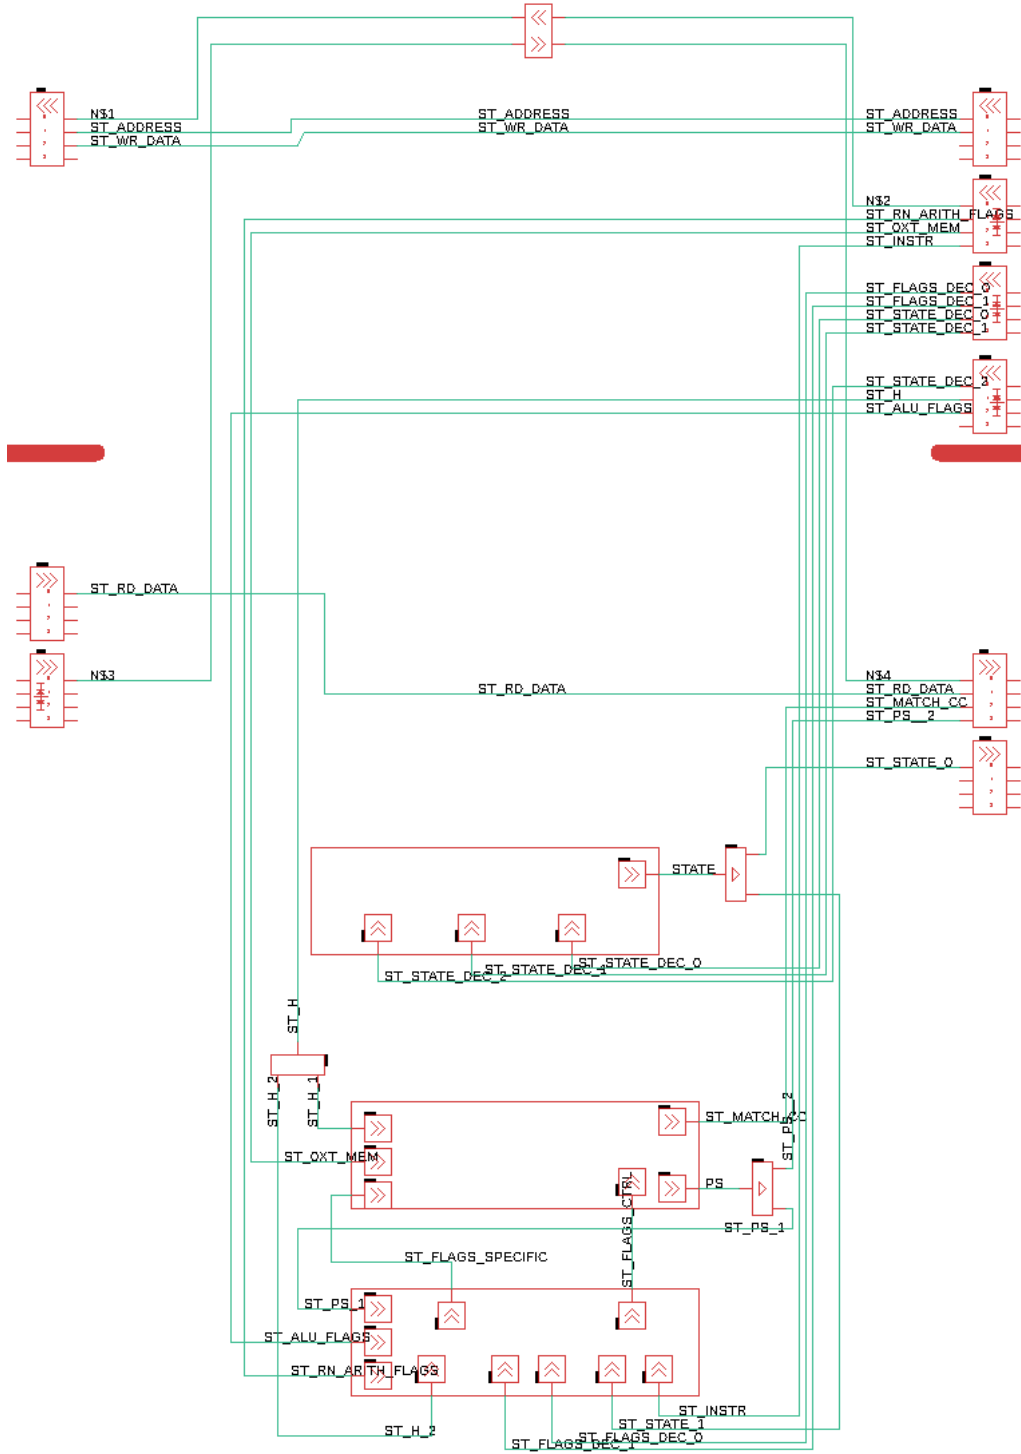 N$1
ST_ADDRESS
ST_WR_DATA
ST_ADDRESS
ST_WR_DATA
ST_ADDRESS
ST_WR_DATA
N$2
ST_RN_ARITH_FLAGS
ST_OXT_MEM
ST_INSTR
ST_FLAGS_DEC_0
ST_FLAGS_DEC_1
ST_STATE_DEC_0
ST_STATE_DEC_1
ST_STATE_DEC_2
ST_H
ST_ALU_FLAGS
ST_RD_DATA
N$3
ST_RD_DATA
N$4
ST_RD_DATA
ST_MATCH_CC
ST_PS__2
ST_STATE_0
STATE
ST_STATE_DEC_0
ST_STATE_DEC_1
ST_STATE_DEC_2
ST_H
ST_H_2
ST_H_1
ST_MATCH_CC
ST_PS__2
ST_OXT_MEM
PS
ST_FLAGS_CTRL
ST_PS_1
ST_FLAGS_SPECIFIC
ST_PS_1
ST_ALU_FLAGS
ST_RN_ARITH_FLAGS
ST_INSTR
ST_STATE_1
ST_H_2
ST_FLAGS_DEC_0
ST_FLAGS_DEC_1